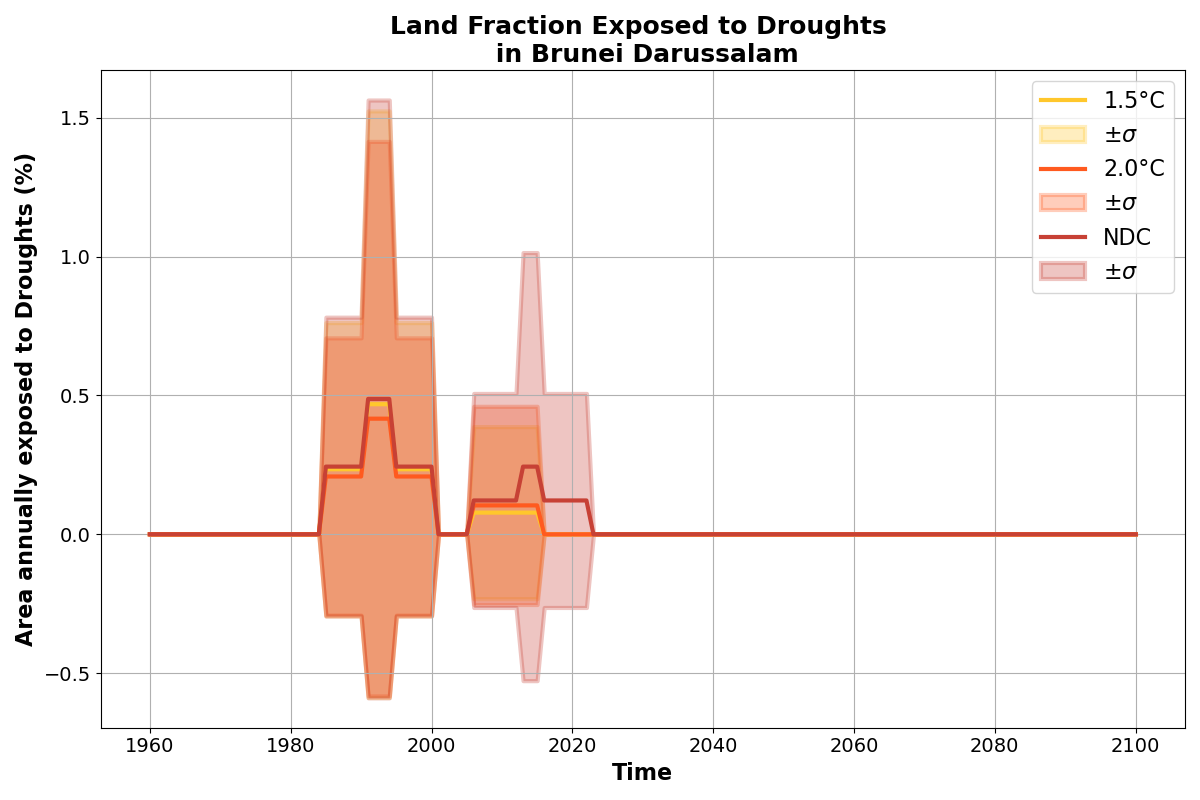 Land Fraction Exposed to Droughts
in Brunei Darussalam
Area annually exposed to Droughts (%)
1.5
1.0
0.5
0.0
−0.5
1.5°C
±σ
2.0°C
±σ
NDC
±σ
1960 1980 2000 2020 2040 2060 2080 2100
Time